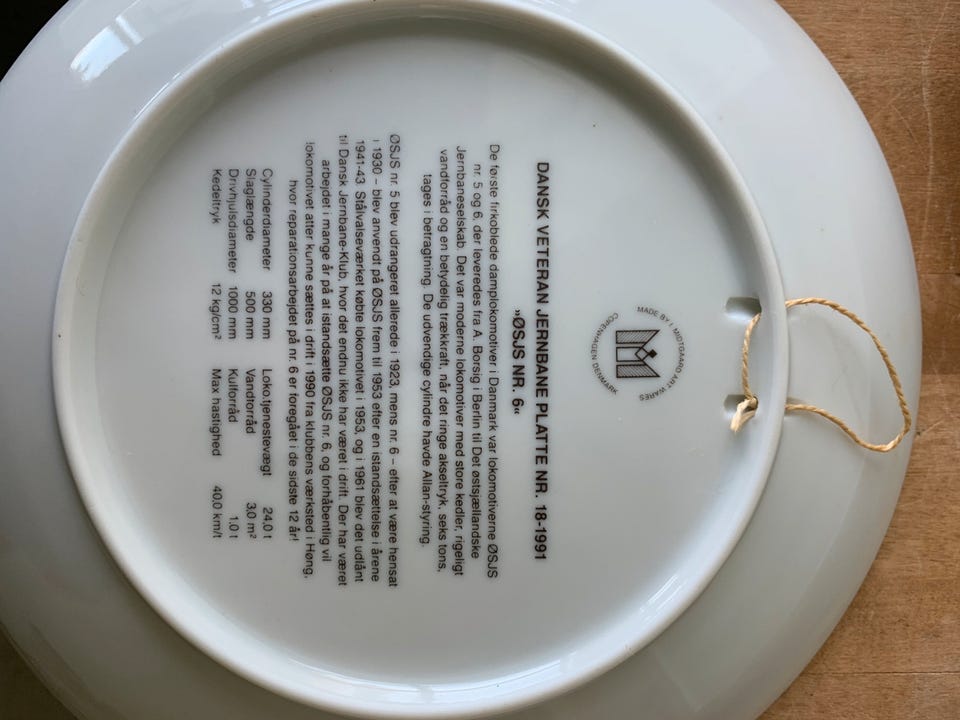 MADE BY J. MIDTGAARD ART WARES
COPENHAGEN DENMARK
DANSK VETERAN JERNBANE PLATTE NR. 18-1991
»ØSJS NR. 6«
De første firkoblede damplokomotiver i Danmark var lokomotiverne ØSJS
nr. 5 og 6, der leveredes fra A. Borsig i Berlin til Det østsjællandske
Jernbaneselskab. Det var moderne lokomotiver med store kedler, rigeligt
vandforråd og en betydelig trækkraft, når det ringe akseltryk, seks tons,
tages i betragtning. De udvendige cylindre havde Allan-styring.
ØSJS nr. 5 blev udrangeret allerede i 1923, mens nr. 6 – efter at være hensat
i 1930 – blev anvendt på ØSJS frem til 1953 efter en istandsættelse i årene
1941-43. Stålvalseværket købte lokomotivet i 1953, og i 1961 blev det udlånt
til Dansk Jernbane-Klub, hvor det endnu ikke har været i drift. Der har været
arbejdet i mange år på at istandsætte ØSJS nr. 6, og forhåbentlig vil
lokomotivet atter kunne sættes i drift i 1990 fra klubbens værksted i Høng,
hvor reparationsarbejdet på nr. 6 er foregået i de sidste 12 år!
Cylinderdiameter 330 mm Loko.tjenestevægt 24,0 t
Slaglængde 500 mm Vandforråd 3,0 m³
Drivhjulsdiameter 1000 mm Kulforråd 1,0 t
Kedeltryk 12 kg/cm² Max hastighed 40,0 km/t